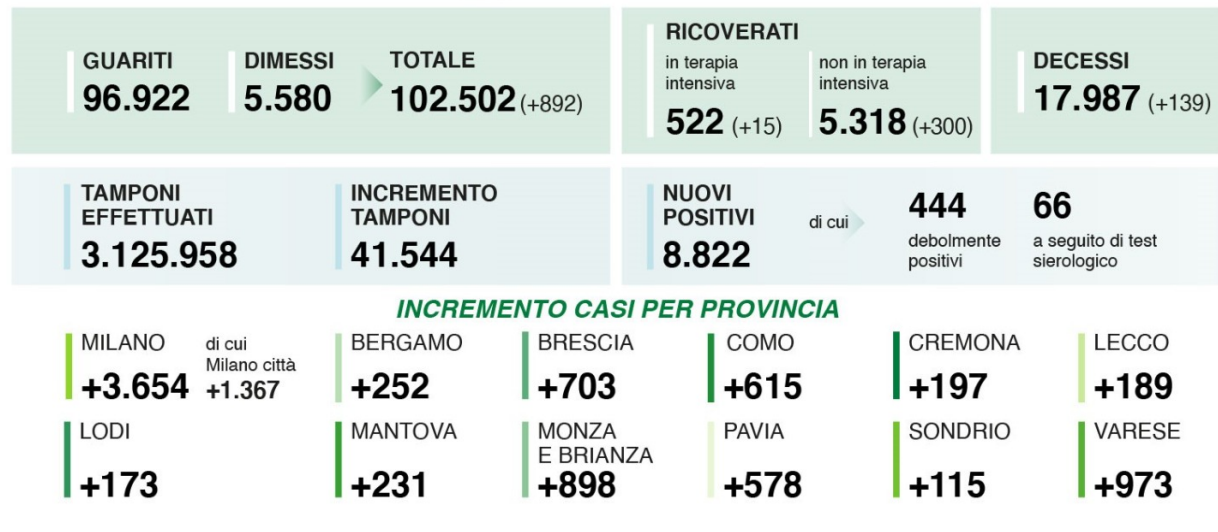 GUARITI
96.922
DIMESSI
5.580
TOTALE
102.502 (+892)
RICOVERATI
in terapia
intensiva
522 (+15)
non in terapia
intensiva
5.318 (+300)
DECESSI
17.987 (+139)
TAMPONI
EFFETTUATI
3.125.958
INCREMENTO
TAMPONI
41.544
NUOVI
POSITIVI
8.822
di cui
444
debolmente
positivi
66
a seguito di test
sierologico
INCREMENTO CASI PER PROVINCIA
MILANO
+3.654
di cui
Milano città
+1.367
BERGAMO
+252
BRESCIA
+703
COMO
+615
CREMONA
+197
LECCO
+189
LODI
+173
MANTOVA
+231
MONZA
E BRIANZA
+898
PAVIA
+578
SONDRIO
+115
VARESE
+973